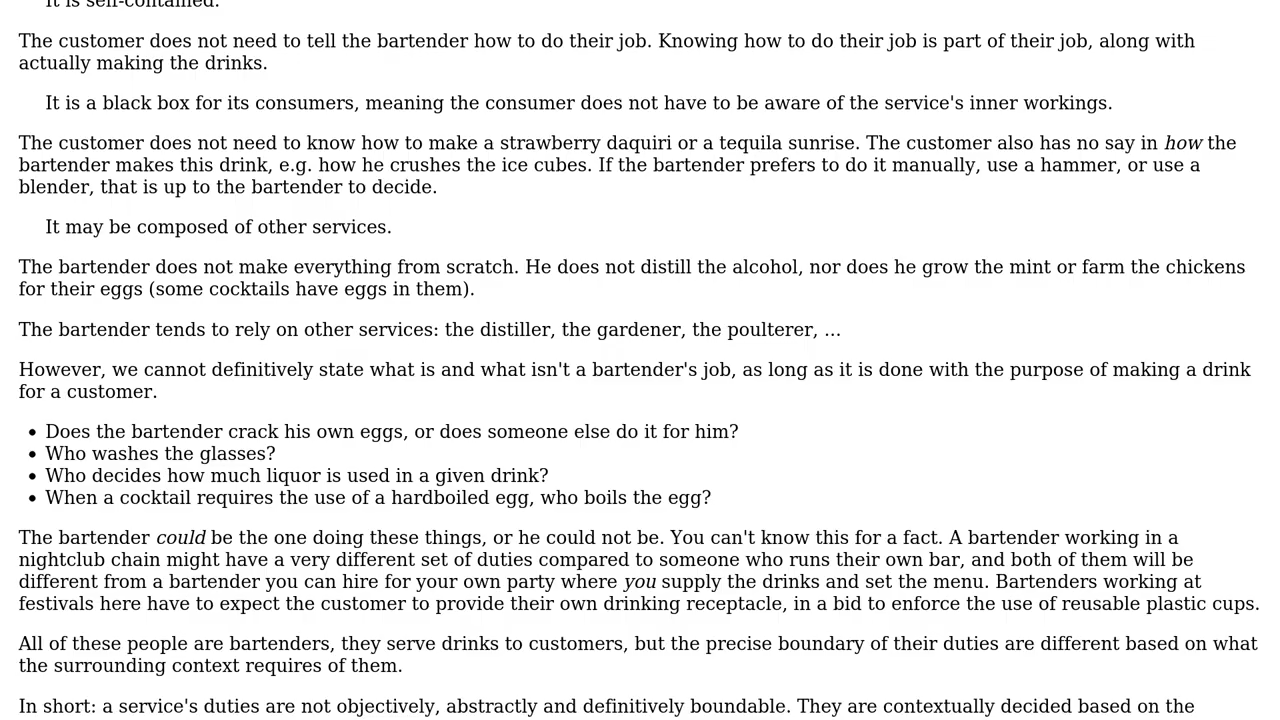 It is self-contained.
The customer does not need to tell the bartender how to do their job. Knowing how to do their job is part of their job, along with
actually making the drinks.
It is a black box for its consumers, meaning the consumer does not have to be aware of the service's inner workings.
The customer does not need to know how to make a strawberry daquiri or a tequila sunrise. The customer also has no say in how the
bartender makes this drink, e.g. how he crushes the ice cubes. If the bartender prefers to do it manually, use a hammer, or use a
blender, that is up to the bartender to decide.
It may be composed of other services.
The bartender does not make everything from scratch. He does not distill the alcohol, nor does he grow the mint or farm the chickens
for their eggs (some cocktails have eggs in them).
The bartender tends to rely on other services: the distiller, the gardener, the poulterer, ...
However, we cannot definitively state what is and what isn't a bartender's job, as long as it is done with the purpose of making a drink
for a customer.
• Does the bartender crack his own eggs, or does someone else do it for him?
• Who washes the glasses?
• Who decides how much liquor is used in a given drink?
• When a cocktail requires the use of a hardboiled egg, who boils the egg?
The bartender could be the one doing these things, or he could not be. You can't know this for a fact. A bartender working in a
nightclub chain might have a very different set of duties compared to someone who runs their own bar, and both of them will be
different from a bartender you can hire for your own party where you supply the drinks and set the menu. Bartenders working at
festivals here have to expect the customer to provide their own drinking receptacle, in a bid to enforce the use of reusable plastic cups.
All of these people are bartenders, they serve drinks to customers, but the precise boundary of their duties are different based on what
the surrounding context requires of them.
In short: a service's duties are not objectively, abstractly and definitively boundable. They are contextually decided based on the